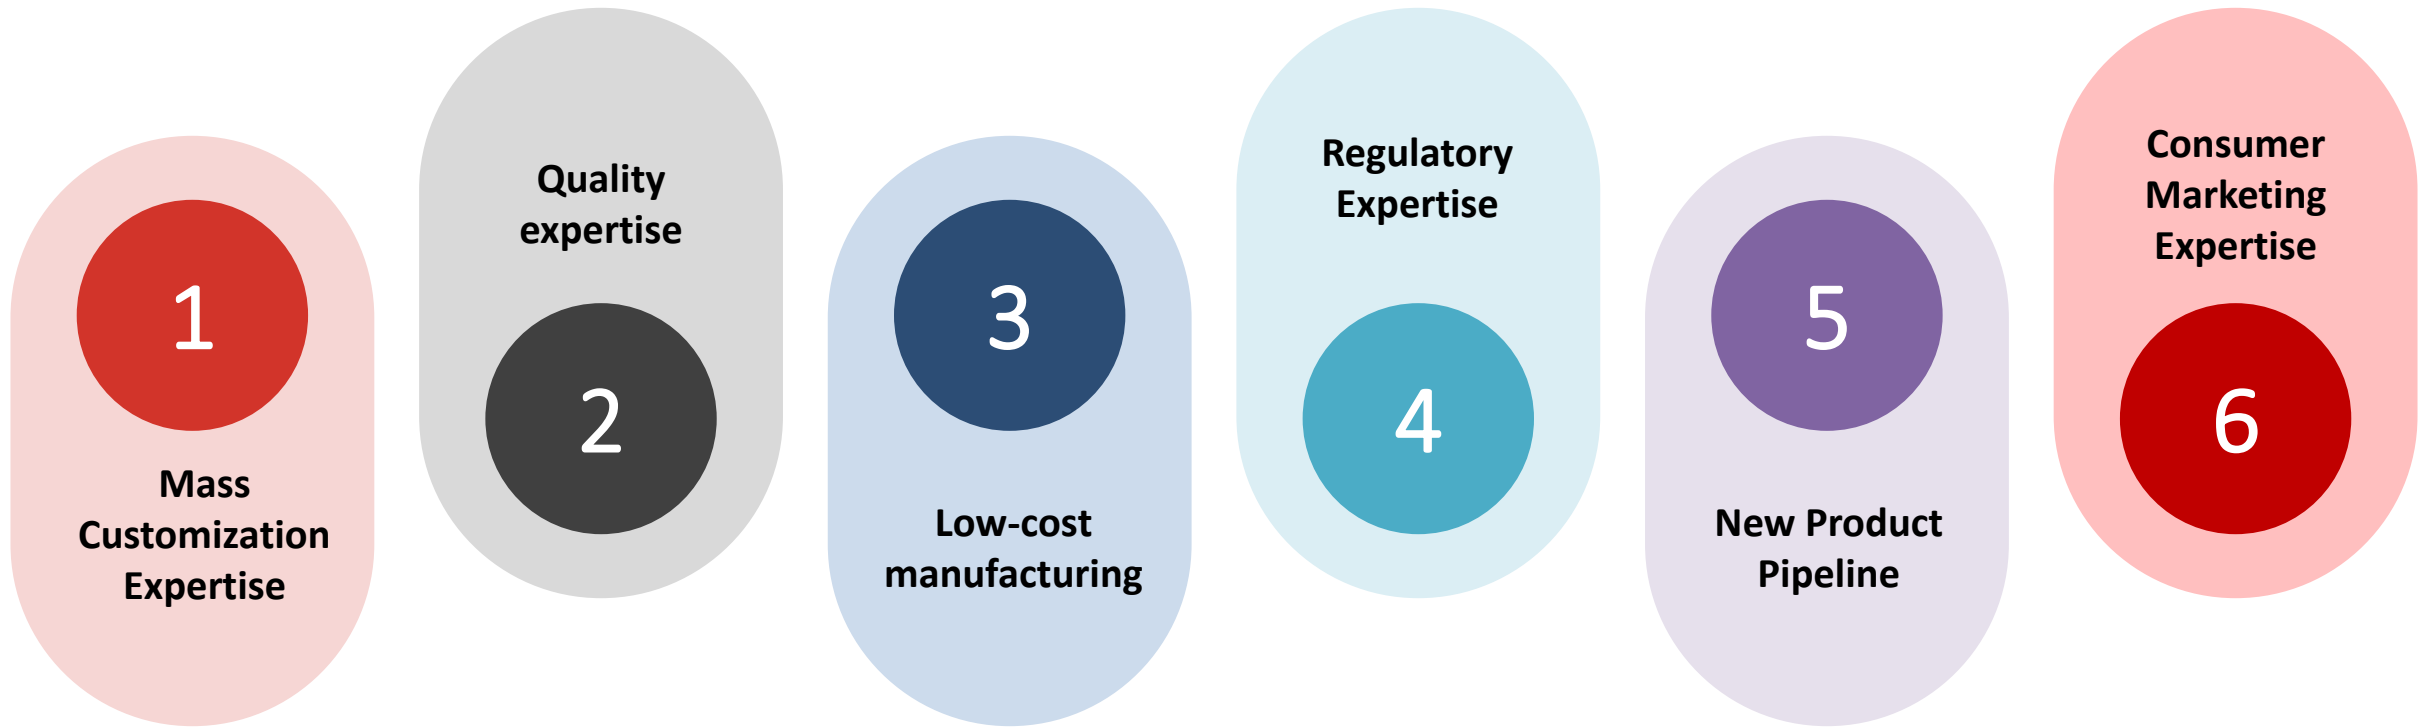 1
Mass
Customization
Expertise
Quality
expertise
2
3
Low-cost
manufacturing
Regulatory
Expertise
4
5
New Product
Pipeline
Consumer
Marketing
Expertise
6